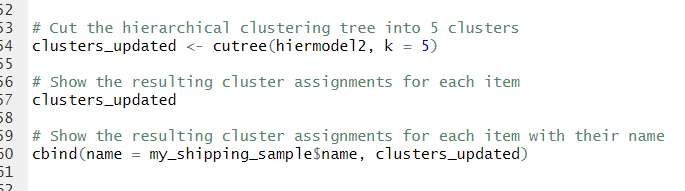 52
53 # Cut the hierarchical clustering tree into 5 clusters
54 clusters_updated <- cutree(hiermodel2, k = 5)
55
56 # Show the resulting cluster assignments for each item
57 clusters_updated
58
59 # Show the resulting cluster assignments for each item with their name
60 cbind(name = my_shipping_sample$name, clusters_updated)
61
62